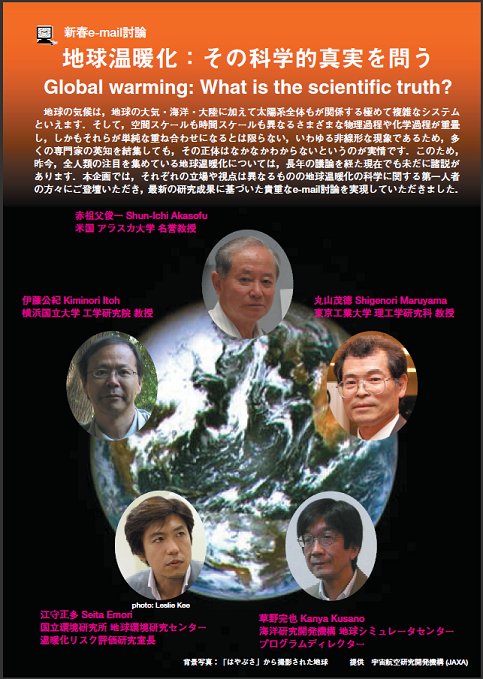 新春e-mail討論
地球温暖化：その科学的真実を問う
Global warming: What is the scientific truth?
地球の気候は，地球の大気・海洋・大陸に加えて太陽系全体もが関係する極めて複雑なシステム
といえます．そして，空間スケールも時間スケールも異なるさまざまな物理過程や化学過程が重畳
し，しかもそれらが単純な重ね合わせになるとは限らない，いわゆる非線形な現象であるため，多
くの専門家の英知を結集しても，その正体はなかなかわからないというのが実情です．このため，
昨今，全人類の注目を集めている地球温暖化については，長年の議論を経た現在でも未だに諸説が
あります．本企画では，それぞれの立場や視点は異なるものの地球温暖化の科学に関する第一人者
の方々にご登壇いただき，最新の研究成果に基づいた貴重なe-mail討論を実現していただきました．
赤祖父俊一 Shun-Ichi Akasofu
米国 アラスカ大学 名誉教授
伊藤公紀 Kiminori Itoh
横浜国立大学 工学研究院 教授
丸山茂徳 Shigenori Maruyama
東京工業大学 理工学研究科 教授
photo: Leslie Kee
江守正多 Seita Emori
国立環境研究所 地球環境研究センター
温暖化リスク評価研究室長
草野完也 Kanya Kusano
海洋研究開発機構 地球シミュレータセンター
プログラムディレクター
背景写真：「はやぶさ」から撮影された地球　　提供　宇宙航空研究開発機構 (JAXA)